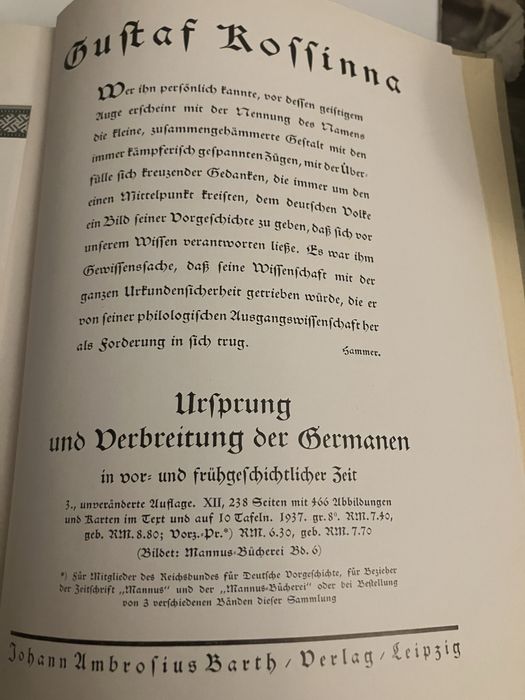 Gustaf Kossinna
Wer ihn persönlich kannte, vor dessen geistigem
Auge erscheint mit der Nennung des Namens
die kleine, zusammengehämmerte Gestalt mit den
immer kämpferisch gespannten Zügen, mit der Über-
fülle sich kreuzender Gedanken, die immer um den
einen Mittelpunkt kreisten, dem deutschen Volke
ein Bild seiner Vorgeschichte zu geben, daß sich vor
unserem Wissen verantworten ließe. Es war ihm
Gewissenssache, daß seine Wissenschaft mit der
ganzen Urkundensicherheit getrieben würde, die er
von seiner philologischen Ausgangswissenschaft her
als Forderung in sich trug.
Hammer.
Ursprung
und Verbreitung der Germanen
in vor- und frühgeschichtlicher Zeit
3., unveränderte Auflage. XII, 238 Seiten mit 466 Abbildungen
und Karten im Text und auf 10 Tafeln. 1937. gr. 8°. RM. 7.40,
geb. RM. 8.80; Vorz.-Pr.*) RM. 6.30, geb. RM. 7.70
(Bildet: Mannus-Bücherei Bd. 6)
*) Für Mitglieder des Reichsbundes für Deutsche Vorgeschichte, für Bezieher
der Zeitschrift „Mannus" und der „Mannus-Bücherei" oder bei Bestellung
von 3 verschiedenen Bänden dieser Sammlung
Johann Ambrosius Barth / Verlag / Leipzig